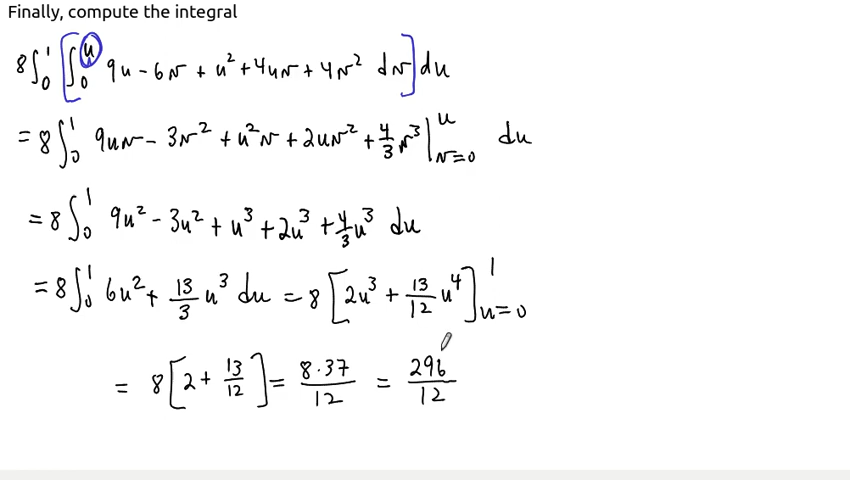 Finally, compute the integral
8∫₀¹ [∫₀ᵘ 9u − 6v + u² + 4uv + 4v² dv] du
= 8∫₀¹ 9uv − 3v² + u²v + 2uv² + 4/3 v³ |ᵘᵥ₌₀ du
= 8∫₀¹ 9u² − 3u² + u³ + 2u³ + 4/3 u³ du
= 8∫₀¹ 6u² + 13/3 u³ du = 8[2u³ + 13/12 u⁴]¹ u=0
= 8[2 + 13/12] = 8·37/12 = 296/12